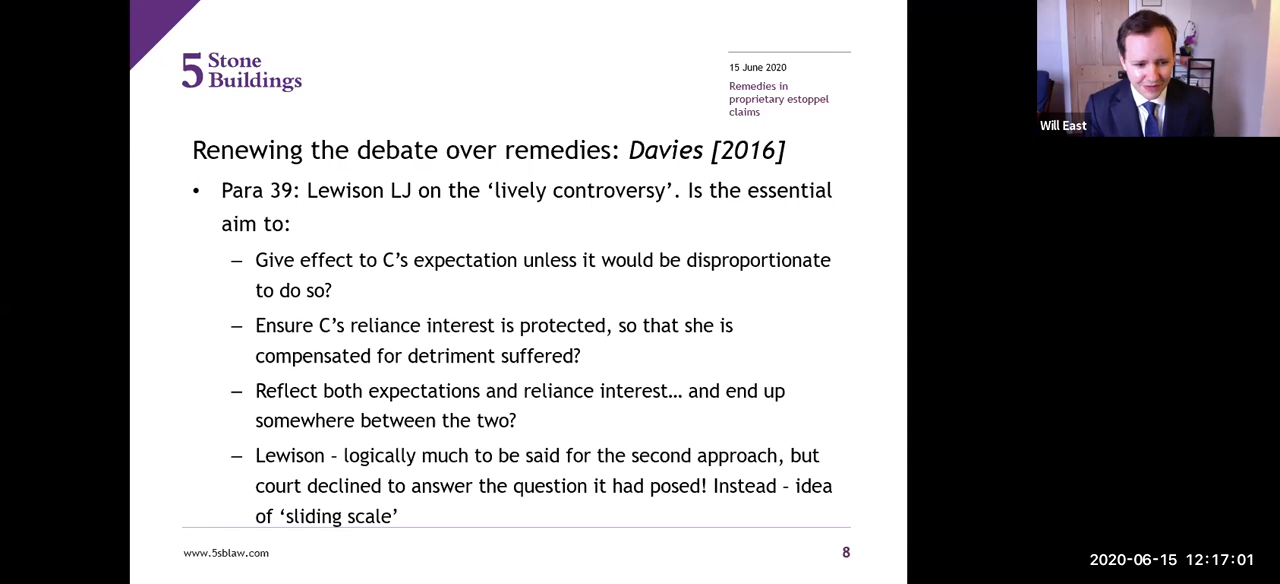 5 Stone
Buildings
15 June 2020
Remedies in
proprietary estoppel
claims
Renewing the debate over remedies: Davies [2016]
• Para 39: Lewison LJ on the ‘lively controversy’. Is the essential
aim to:
– Give effect to C’s expectation unless it would be disproportionate
to do so?
– Ensure C’s reliance interest is protected, so that she is
compensated for detriment suffered?
– Reflect both expectations and reliance interest… and end up
somewhere between the two?
– Lewison – logically much to be said for the second approach, but
court declined to answer the question it had posed! Instead – idea
of ‘sliding scale’
www.5sblaw.com
8
Will East
2020-06-15 12:17:01